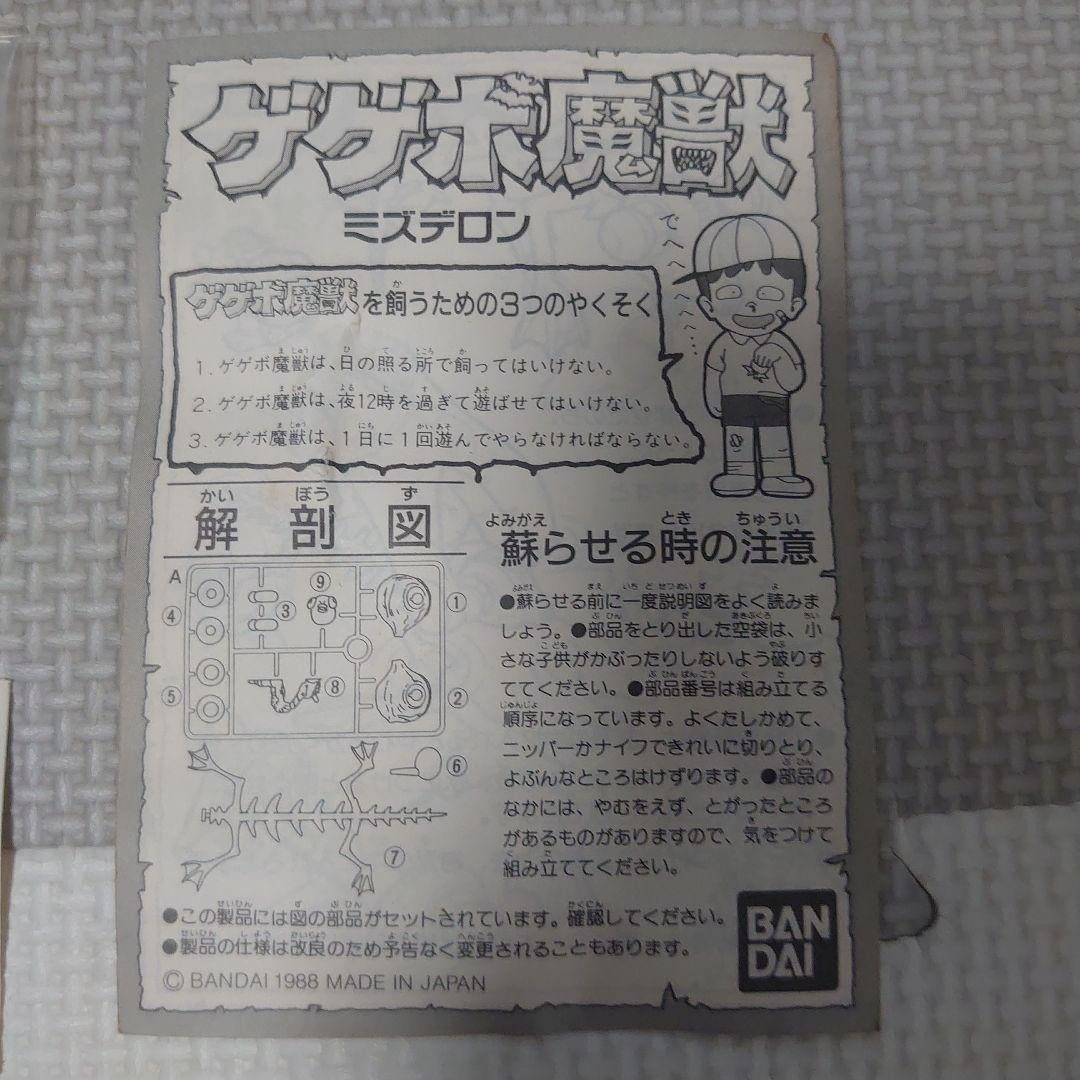 ゲゲボ魔獣
ミズデロン
でへへへへ・・・・
ゲゲボ魔獣を飼うための3つのやくそく
1. ゲゲボ魔獣は、日の照る所で飼ってはいけない。
2. ゲゲボ魔獣は、夜12時を過ぎて遊ばせてはいけない。
3. ゲゲボ魔獣は、1日に1回遊んでやらなければならない。
解剖図
A
④
⑤
③
⑨
⑧
①
②
⑥
⑦
蘇らせる時の注意
●蘇らせる前に一度説明図をよく読みま
しょう。●部品をとり出した空袋は、小
さな子供がかぶったりしないよう破りす
ててください。●部品番号は組み立てる
順序になっています。よくたしかめて、
ニッパーかナイフできれいに切りとり、
よぶんなところはけずります。●部品の
なかには、やむをえず、とがったところ
があるものがありますので、気をつけて
組み立ててください。
●この製品には図の部品がセットされています。確認してください。
●製品の仕様は改良のため予告なく変更されることもあります。
© BANDAI 1988 MADE IN JAPAN
BAN
DAI